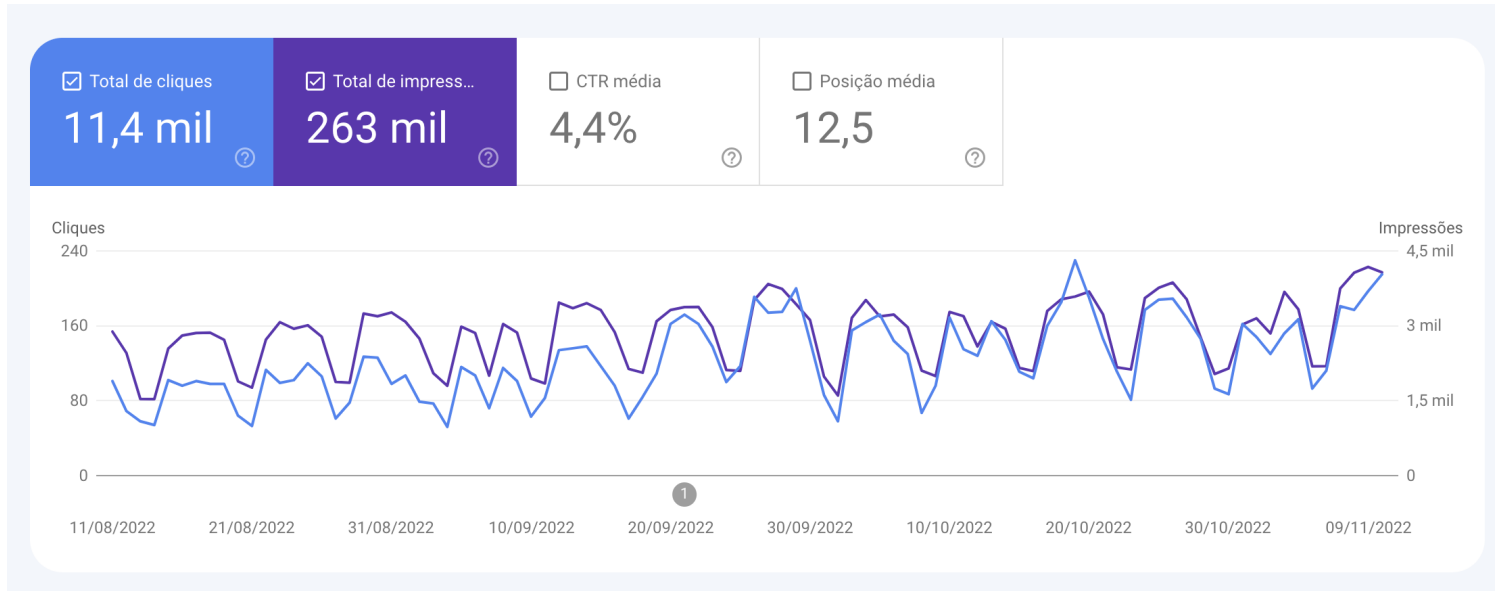 Total de cliques
11,4 mil
Total de impress...
263 mil
CTR média
4,4%
Posição média
12,5
Cliques
Impressões
240
4,5 mil
160
3 mil
80
1,5 mil
0
0
1
11/08/2022 21/08/2022 31/08/2022 10/09/2022 20/09/2022 30/09/2022 10/10/2022 20/10/2022 30/10/2022 09/11/2022